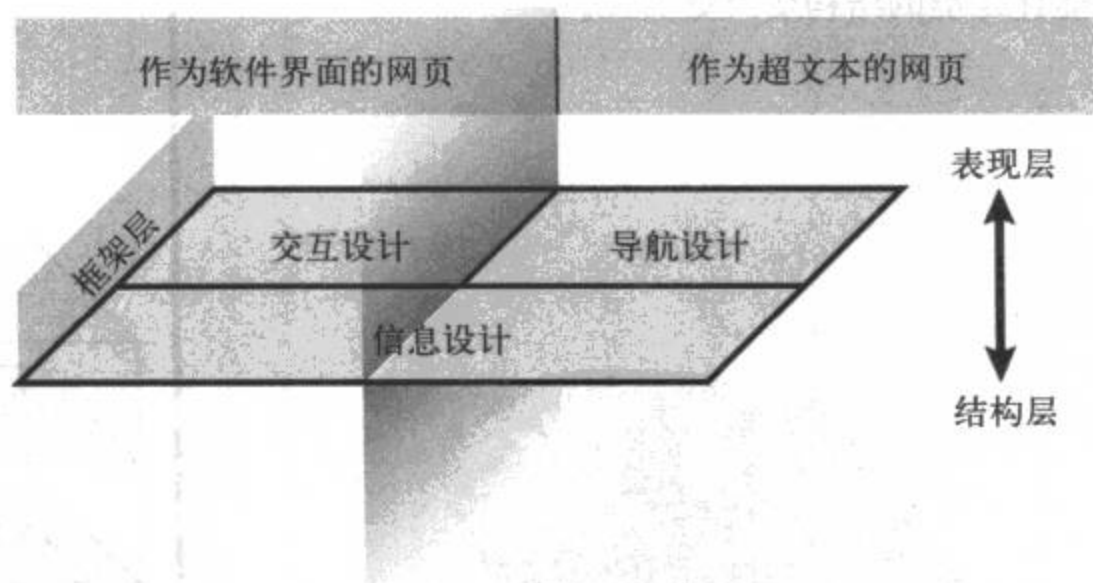 作为软件界面的网页
作为超文本的网页
表现层
框架层
交互设计
导航设计
信息设计
结构层